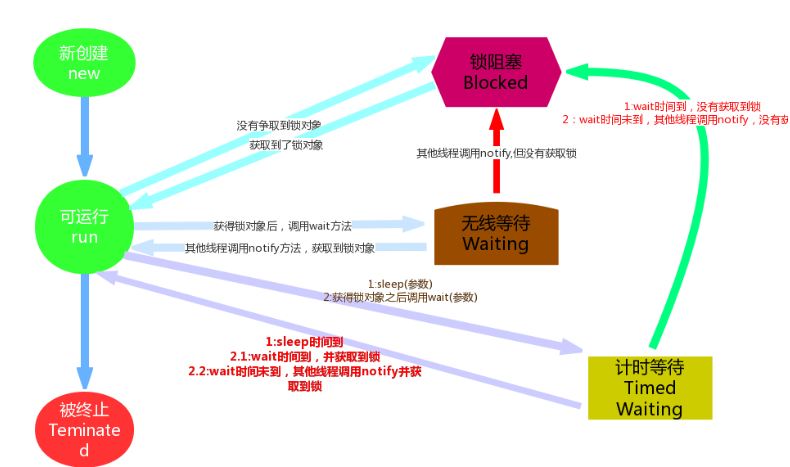 新创建
new
锁阻塞
Blocked
1:wait时间到，没有获取到锁
2：wait时间未到，其他线程调用notify，没有获
没有争取到锁对象
获取到了锁对象
其他线程调用notify,但没有获取锁
可运行
run
获得锁对象后，调用wait方法
其他线程调用notify方法，获取到锁对象
无线等待
Waiting
1:sleep(参数)
2:获得锁对象之后调用wait(参数)
1:sleep时间到
2.1:wait时间到，并获取到锁
2.2:wait时间未到，其他线程调用notify并获
取到锁
计时等待
Timed
Waiting
被终止
Teminate
d